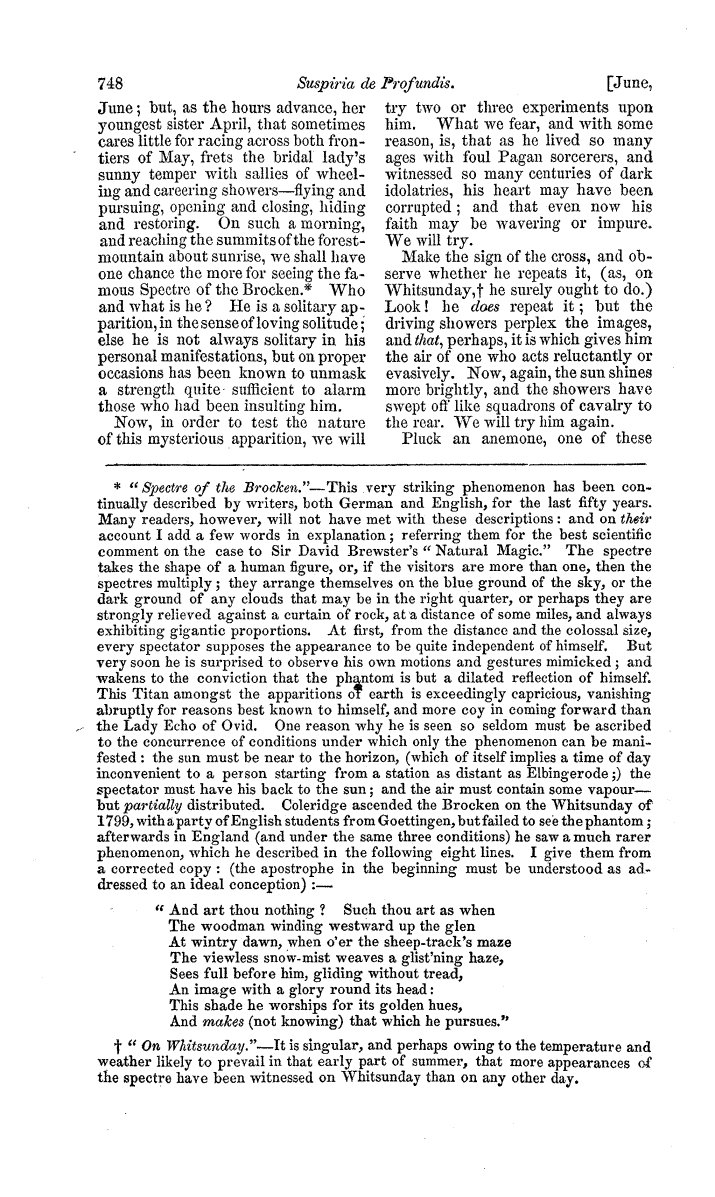 748
Suspiria de Profundis.
[June,
June; but, as the hours advance, her
youngest sister April, that sometimes
cares little for racing across both fron-
tiers of May, frets the bridal lady's
sunny temper with sallies of wheel-
ing and careering showers—flying and
pursuing, opening and closing, hiding
and restoring. On such a morning,
and reaching the summits of the forest-
mountain about sunrise, we shall have
one chance the more for seeing the fa-
mous Spectre of the Brocken.* Who
and what is he? He is a solitary ap-
parition, in the sense of loving solitude;
else he is not always solitary in his
personal manifestations, but on proper
occasions has been known to unmask
a strength quite sufficient to alarm
those who had been insulting him.
Now, in order to test the nature
of this mysterious apparition, we will
try two or three experiments upon
him. What we fear, and with some
reason, is, that as he lived so many
ages with foul Pagan sorcerers, and
witnessed so many centuries of dark
idolatries, his heart may have been
corrupted; and that even now his
faith may be wavering or impure.
We will try.
Make the sign of the cross, and ob-
serve whether he repeats it, (as, on
Whitsunday,† he surely ought to do.)
Look! he does repeat it; but the
driving showers perplex the images,
and that, perhaps, it is which gives him
the air of one who acts reluctantly or
evasively. Now, again, the sun shines
more brightly, and the showers have
swept off like squadrons of cavalry to
the rear. We will try him again.
Pluck an anemone, one of these
* "Spectre of the Brocken."—This very striking phenomenon has been con-
tinually described by writers, both German and English, for the last fifty years.
Many readers, however, will not have met with these descriptions: and on their
account I add a few words in explanation; referring them for the best scientific
comment on the case to Sir David Brewster's "Natural Magic." The spectre
takes the shape of a human figure, or, if the visitors are more than one, then the
spectres multiply; they arrange themselves on the blue ground of the sky, or the
dark ground of any clouds that may be in the right quarter, or perhaps they are
strongly relieved against a curtain of rock, at a distance of some miles, and always
exhibiting gigantic proportions. At first, from the distance and the colossal size,
every spectator supposes the appearance to be quite independent of himself. But
very soon he is surprised to observe his own motions and gestures mimicked; and
wakens to the conviction that the phantom is but a dilated reflection of himself.
This Titan amongst the apparitions of earth is exceedingly capricious, vanishing
abruptly for reasons best known to himself, and more coy in coming forward than
the Lady Echo of Ovid. One reason why he is seen so seldom must be ascribed
to the concurrence of conditions under which only the phenomenon can be mani-
fested: the sun must be near to the horizon, (which of itself implies a time of day
inconvenient to a person starting from a station as distant as Elbingerode;) the
spectator must have his back to the sun; and the air must contain some vapour—
but partially distributed. Coleridge ascended the Brocken on the Whitsunday of
1799, with a party of English students from Goettingen, but failed to see the phantom;
afterwards in England (and under the same three conditions) he saw a much rarer
phenomenon, which he described in the following eight lines. I give them from
a corrected copy: (the apostrophe in the beginning must be understood as ad-
dressed to an ideal conception):—
"And art thou nothing? Such thou art as when
The woodman winding westward up the glen
At wintry dawn, when o'er the sheep-track's maze
The viewless snow-mist weaves a glist'ning haze,
Sees full before him, gliding without tread,
An image with a glory round its head:
This shade he worships for its golden hues,
And makes (not knowing) that which he pursues."
† "On Whitsunday."—It is singular, and perhaps owing to the temperature and
weather likely to prevail in that early part of summer, that more appearances of
the spectre have been witnessed on Whitsunday than on any other day.